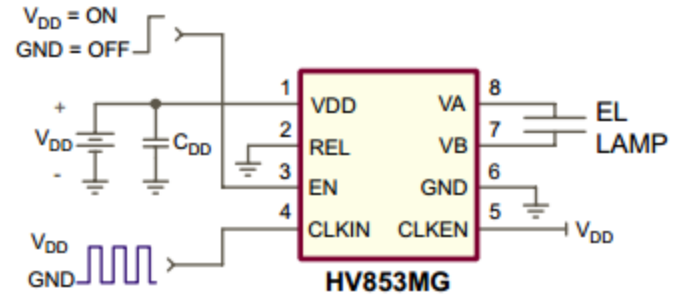 VDD = ON
GND = OFF
1 8
VDD VA
+ EL
2 7
VDD CDD REL VB LAMP
3 6
- EN GND
4 5
CLKIN CLKEN VDD
VDD
GND
HV853MG